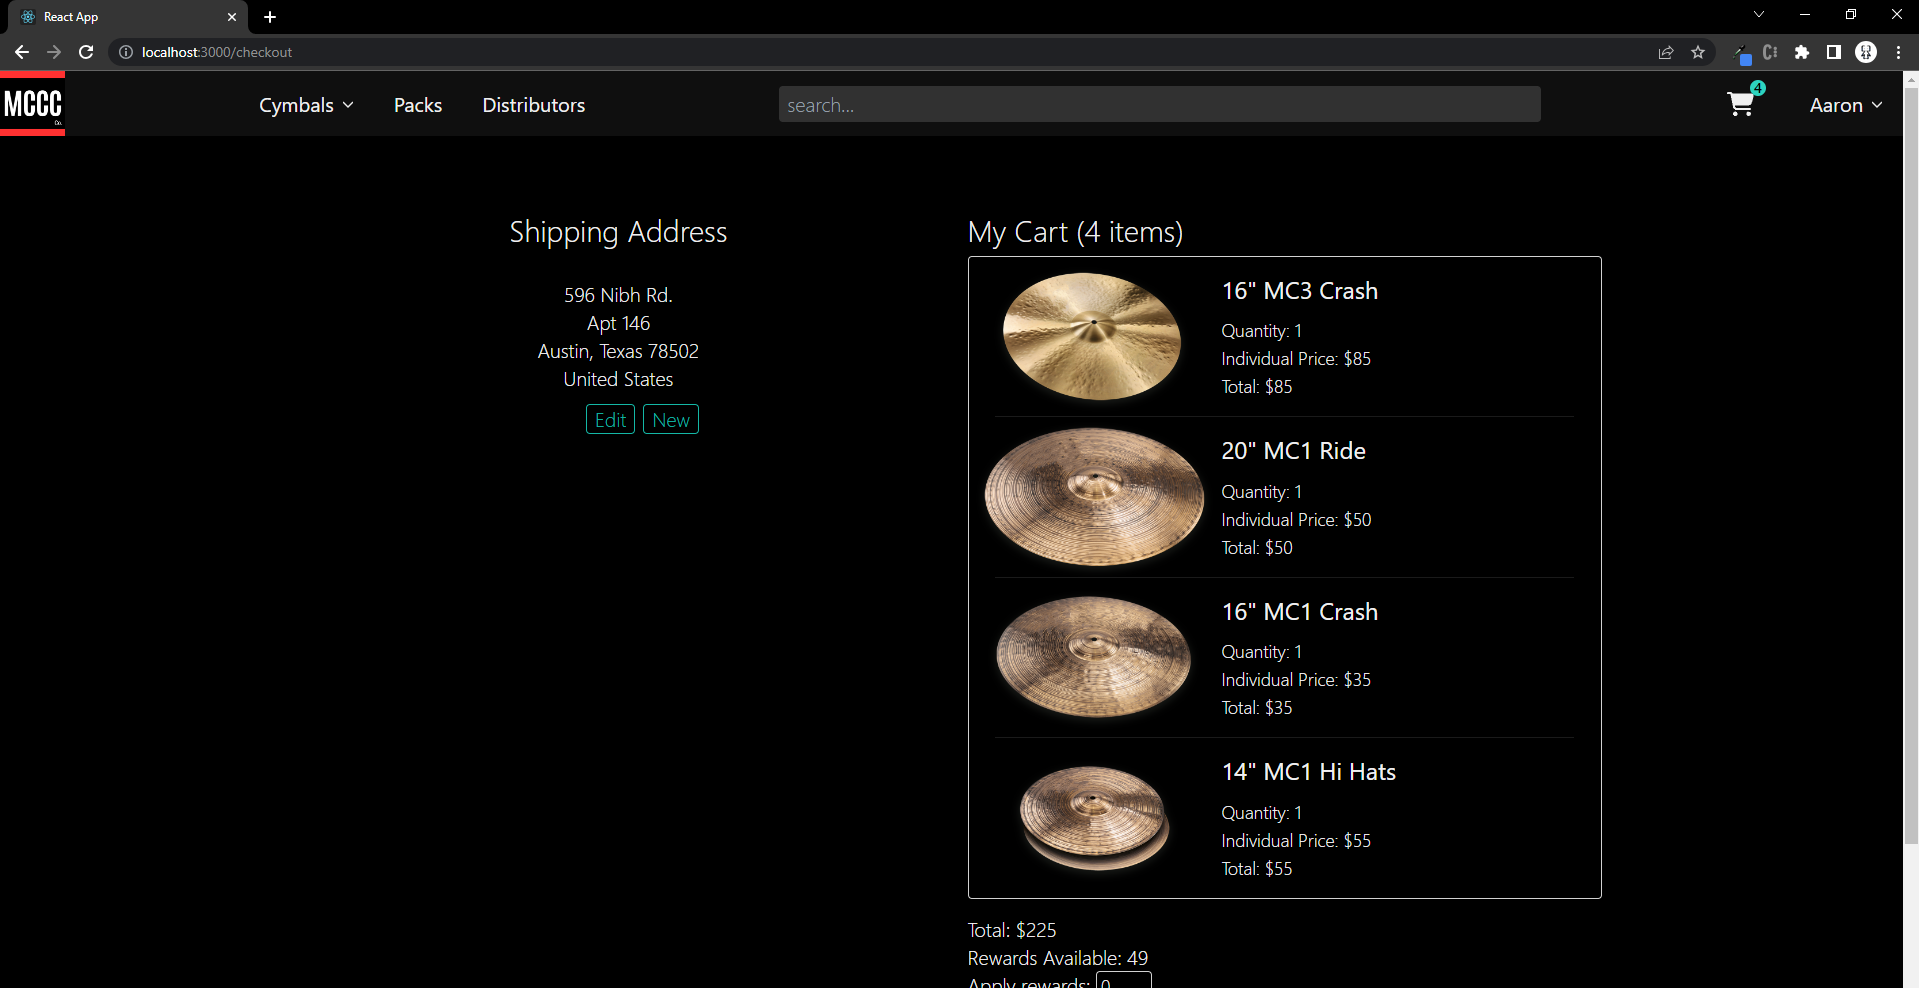 React App
localhost:3000/checkout
MCCC
Co.
Cymbals
Packs
Distributors
search...
4
Aaron
Shipping Address
596 Nibh Rd.
Apt 146
Austin, Texas 78502
United States
Edit
New
My Cart (4 items)
16" MC3 Crash
Quantity: 1
Individual Price: $85
Total: $85
20" MC1 Ride
Quantity: 1
Individual Price: $50
Total: $50
16" MC1 Crash
Quantity: 1
Individual Price: $35
Total: $35
14" MC1 Hi Hats
Quantity: 1
Individual Price: $55
Total: $55
Total: $225
Rewards Available: 49
Apply rewards: 0